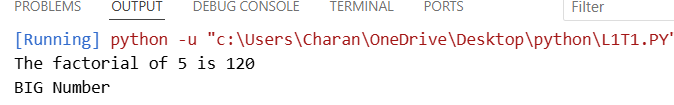 PROBLEMS OUTPUT DEBUG CONSOLE TERMINAL PORTS Filter
[Running] python -u "c:\Users\Charan\OneDrive\Desktop\python\L1T1.PY"
The factorial of 5 is 120
BIG Number